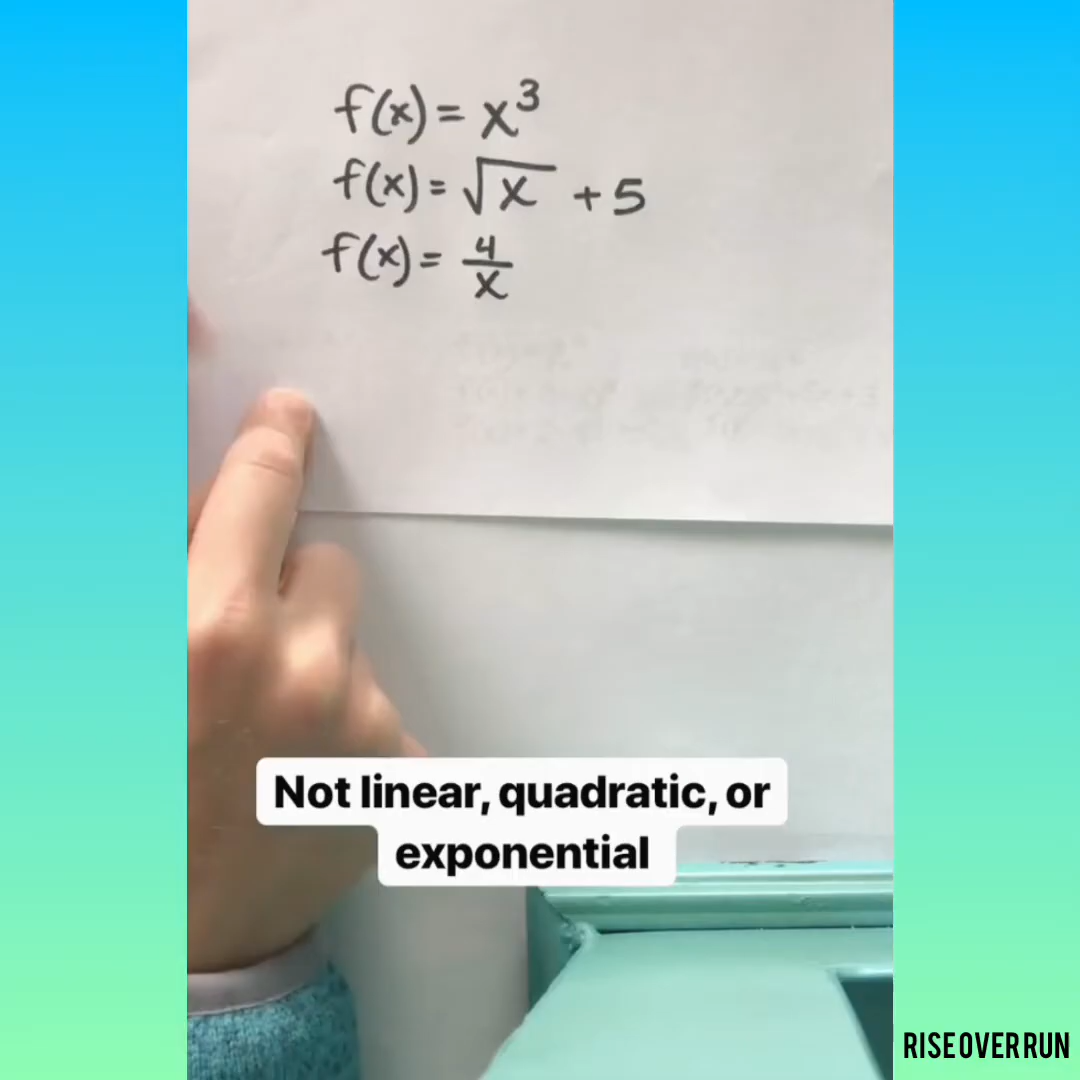 f(x) = x³
f(x) = √x + 5
f(x) = 4/x
Not linear, quadratic, or
exponential
RISE OVER RUN